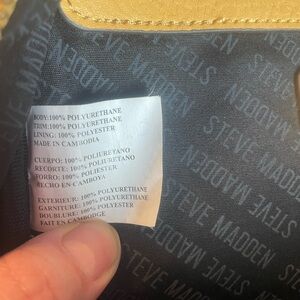 BODY:100% POLYURETHANE
TRIM:100% POLYURETHANE
LINING: 100% POLYESTER
MADE IN CAMBODIA
CUERPO: 100% POLIURETANO
RECORTE: 100% POLIURETANO
FORRO: 100% POLIESTER
HECHO EN CAMBOYA
EXTERIEUR: 100% POLYURETHANE
GARNITURE: 100% POLYURETHANE
DOUBLURE: 100% POLYESTER
FAIT EN CAMBODGE
STEVE MADDEN
STEVE MADDEN
STEVE MADDEN
STEVE MADDEN